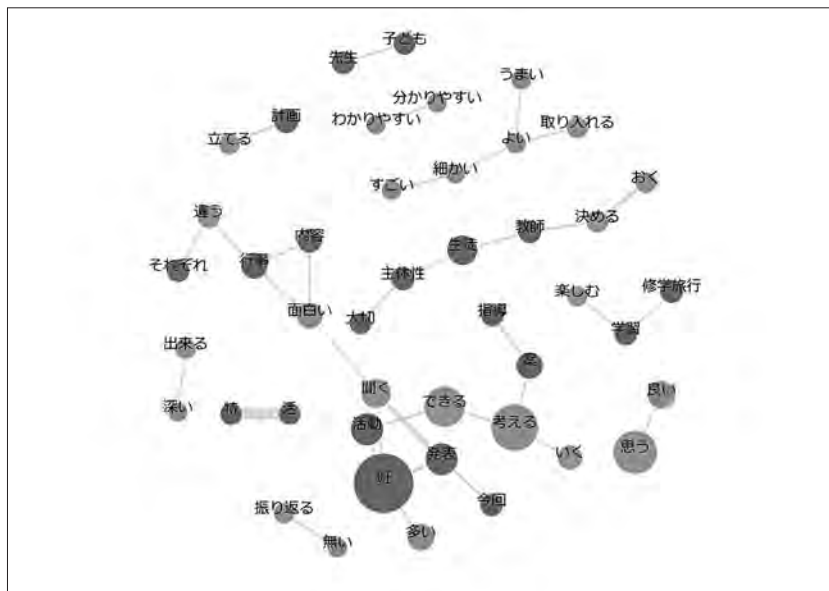 子ども
先生
うまい
分かりやすい
計画
わかりやすい
取り入れる
立てる
よい
細かい
すごい
おく
違う
決める
教師
内容
生活
それぞれ
行事
主体性
修学旅行
楽しむ
面白い
大切
指導
学習
出来る
案
聞く
良い
深い
特
活
できる
活動
考える
思う
発表
いく
今回
振り返る
多い
無い